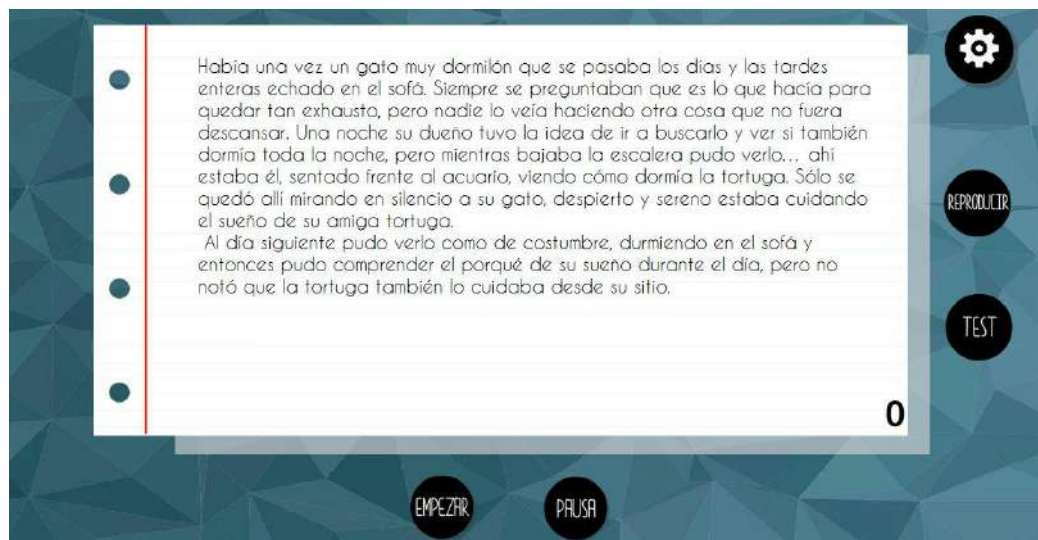 Había una vez un gato muy dormilón que se pasaba los dias y las tardes
enteras echado en el sofá. Siempre se preguntaban que es lo que hacía para
quedar tan exhausto, pero nadie lo veía haciendo otra cosa que no fuera
descansar. Una noche su dueño tuvo la idea de ir a buscarlo y ver si también
dormía toda la noche, pero mientras bajaba la escalera pudo verlo... ahí
estaba él, sentado frente al acuario, viendo cómo dormía la tortuga. Sólo se
quedó allí mirando en silencio a su gato, despierto y sereno estaba cuidando
el sueño de su amiga tortuga.
Al día siguiente pudo verlo como de costumbre, durmiendo en el sofá y
entonces pudo comprender el porqué de su sueño durante el día, pero no
notó que la tortuga también lo cuidaba desde su sitio.
REPRODUCIR
TEST
0
EMPEZAR
PAUSA